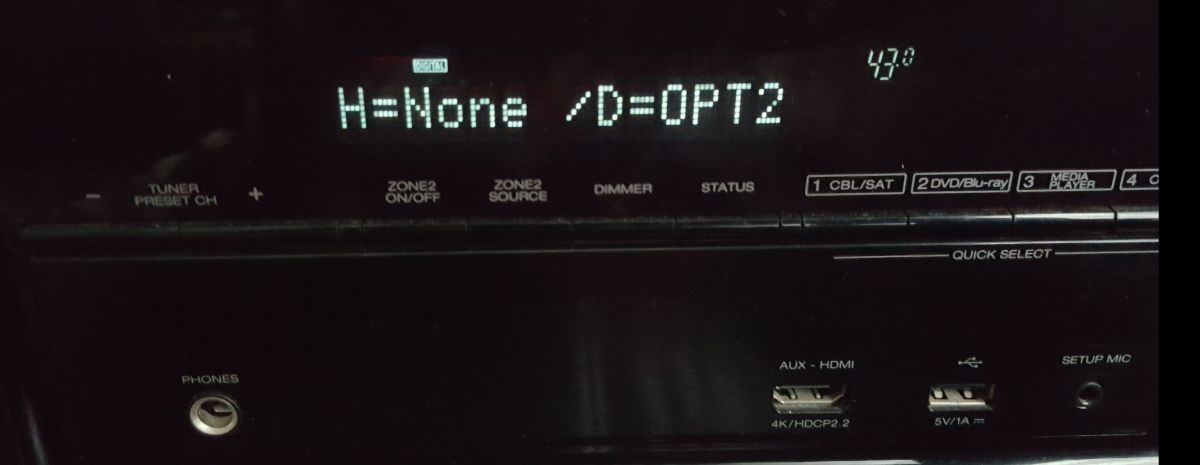 DIGITAL
43.0
H=None /D=OPT2
− TUNER PRESET CH +
ZONE2 ON/OFF
ZONE2 SOURCE
DIMMER
STATUS
1 CBL/SAT
2 DVD/Blu-ray
3 MEDIA PLAYER
4
QUICK SELECT
PHONES
AUX - HDMI
4K/HDCP2.2
5V/1A
SETUP MIC